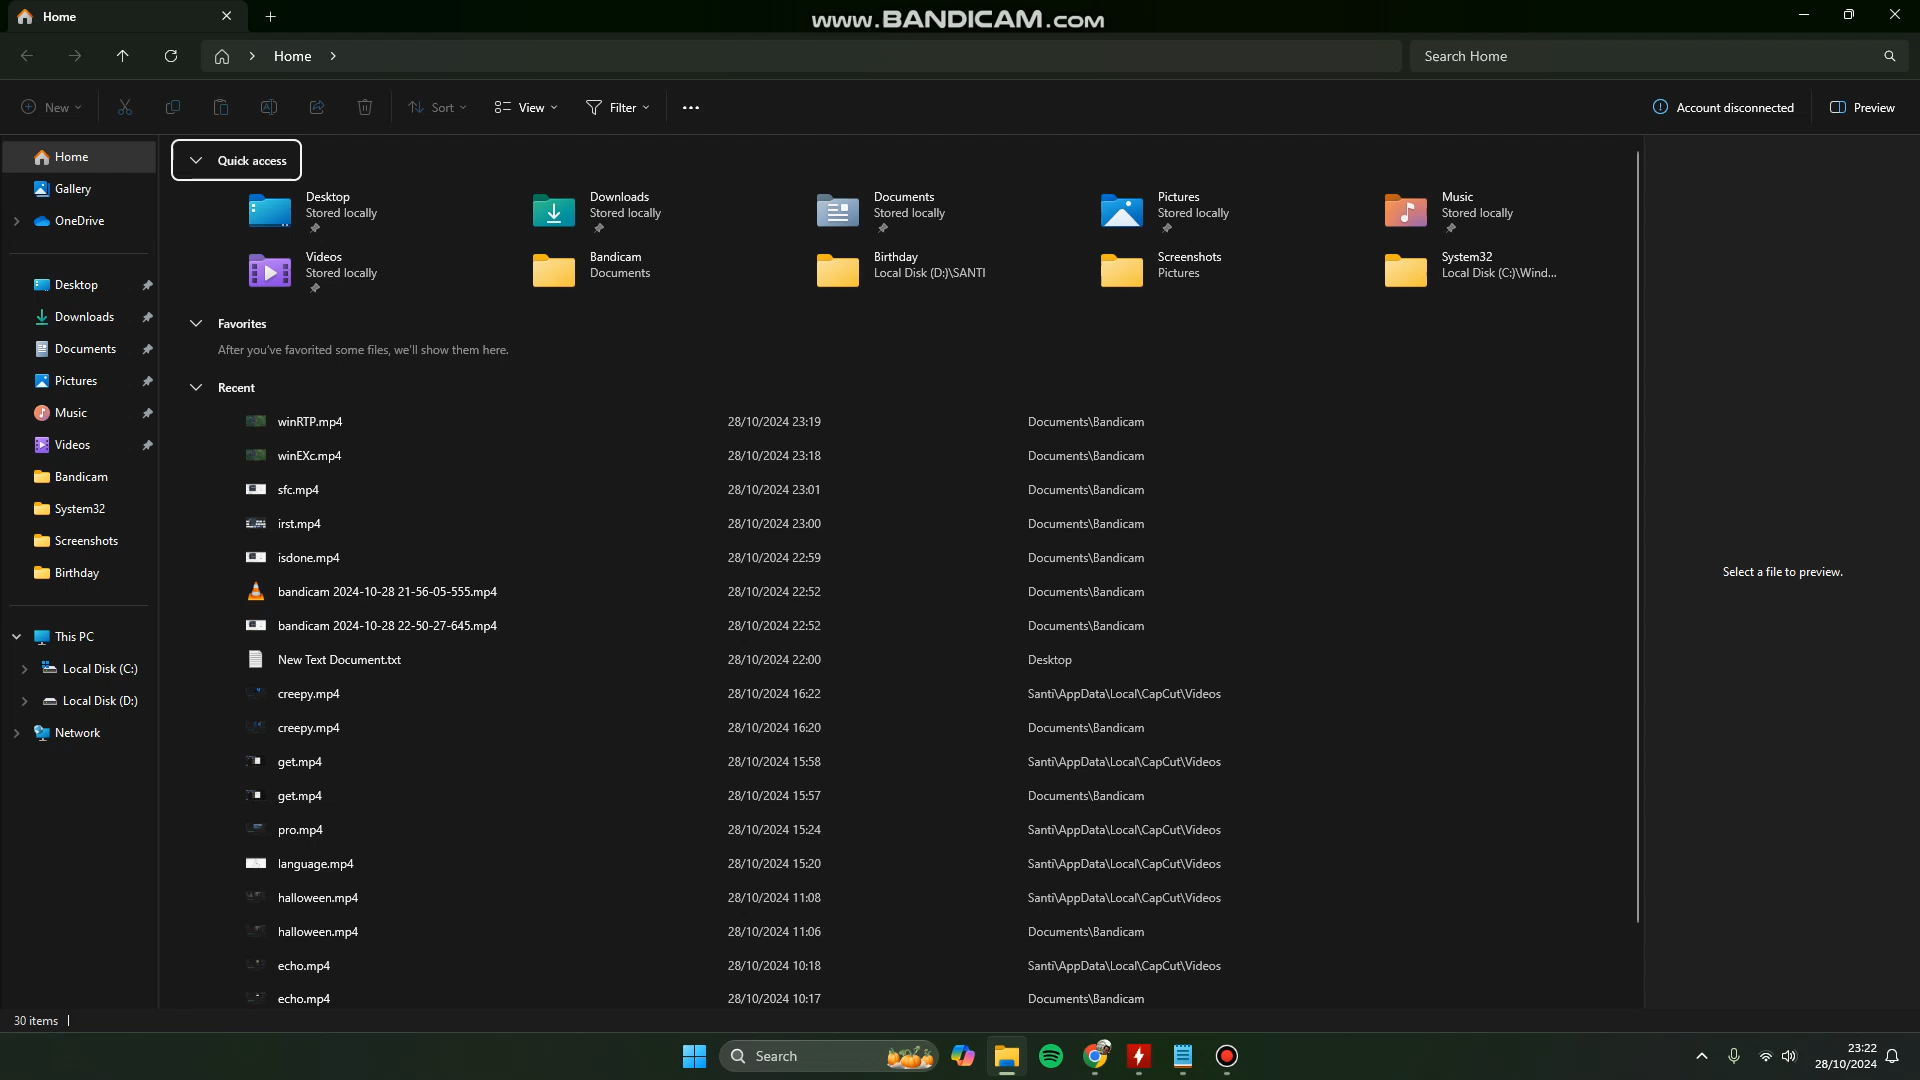 Home
www.BANDICAM.com
Home
Search Home
New
Sort
View
Filter
Account disconnected
Preview
Home
Gallery
OneDrive
Desktop
Downloads
Documents
Pictures
Music
Videos
Bandicam
System32
Screenshots
Birthday
This PC
Local Disk (C:)
Local Disk (D:)
Network
Quick access
Desktop
Stored locally
Downloads
Stored locally
Documents
Stored locally
Pictures
Stored locally
Music
Stored locally
Videos
Stored locally
Bandicam
Documents
Birthday
Local Disk (D:)\SANTI
Screenshots
Pictures
System32
Local Disk (C:)\Wind...
Favorites
After you've favorited some files, we'll show them here.
Recent
winRTP.mp4 28/10/2024 23:19 Documents\Bandicam
winEXc.mp4 28/10/2024 23:18 Documents\Bandicam
sfc.mp4 28/10/2024 23:01 Documents\Bandicam
irst.mp4 28/10/2024 23:00 Documents\Bandicam
isdone.mp4 28/10/2024 22:59 Documents\Bandicam
bandicam 2024-10-28 21-56-05-555.mp4 28/10/2024 22:52 Documents\Bandicam
bandicam 2024-10-28 22-50-27-645.mp4 28/10/2024 22:52 Documents\Bandicam
New Text Document.txt 28/10/2024 22:00 Desktop
creepy.mp4 28/10/2024 16:22 Santi\AppData\Local\CapCut\Videos
creepy.mp4 28/10/2024 16:20 Documents\Bandicam
get.mp4 28/10/2024 15:58 Santi\AppData\Local\CapCut\Videos
get.mp4 28/10/2024 15:57 Documents\Bandicam
pro.mp4 28/10/2024 15:24 Santi\AppData\Local\CapCut\Videos
language.mp4 28/10/2024 15:20 Santi\AppData\Local\CapCut\Videos
halloween.mp4 28/10/2024 11:08 Santi\AppData\Local\CapCut\Videos
halloween.mp4 28/10/2024 11:06 Documents\Bandicam
echo.mp4 28/10/2024 10:18 Santi\AppData\Local\CapCut\Videos
echo.mp4 28/10/2024 10:17 Documents\Bandicam
Select a file to preview.
30 items
Search
23:22
28/10/2024